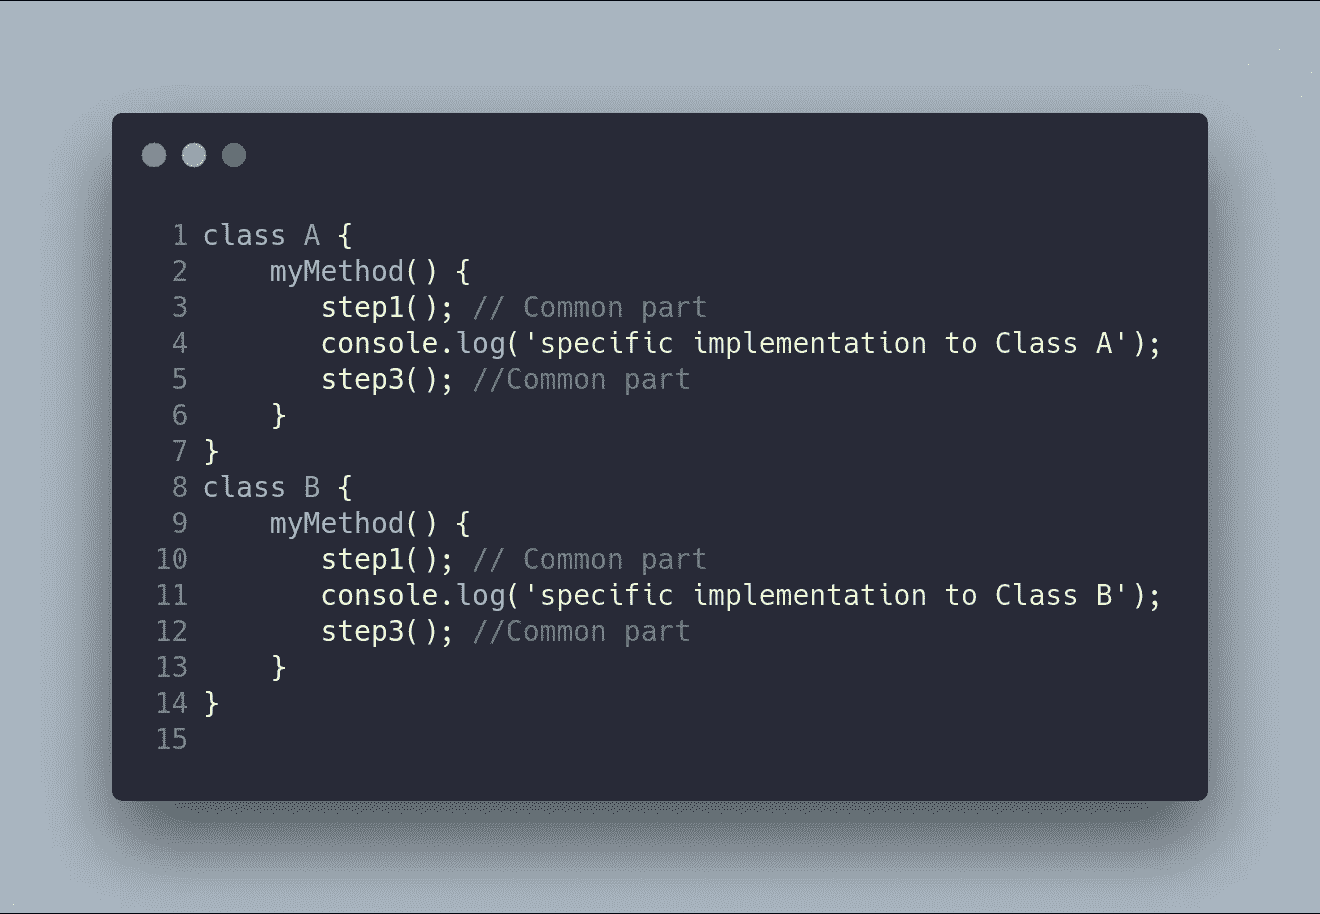 1 class A {
2     myMethod() {
3        step1(); // Common part
4        console.log('specific implementation to Class A');
5        step3(); //Common part
6     }
7 }
8 class B {
9     myMethod() {
10        step1(); // Common part
11        console.log('specific implementation to Class B');
12        step3(); //Common part
13     }
14 }
15